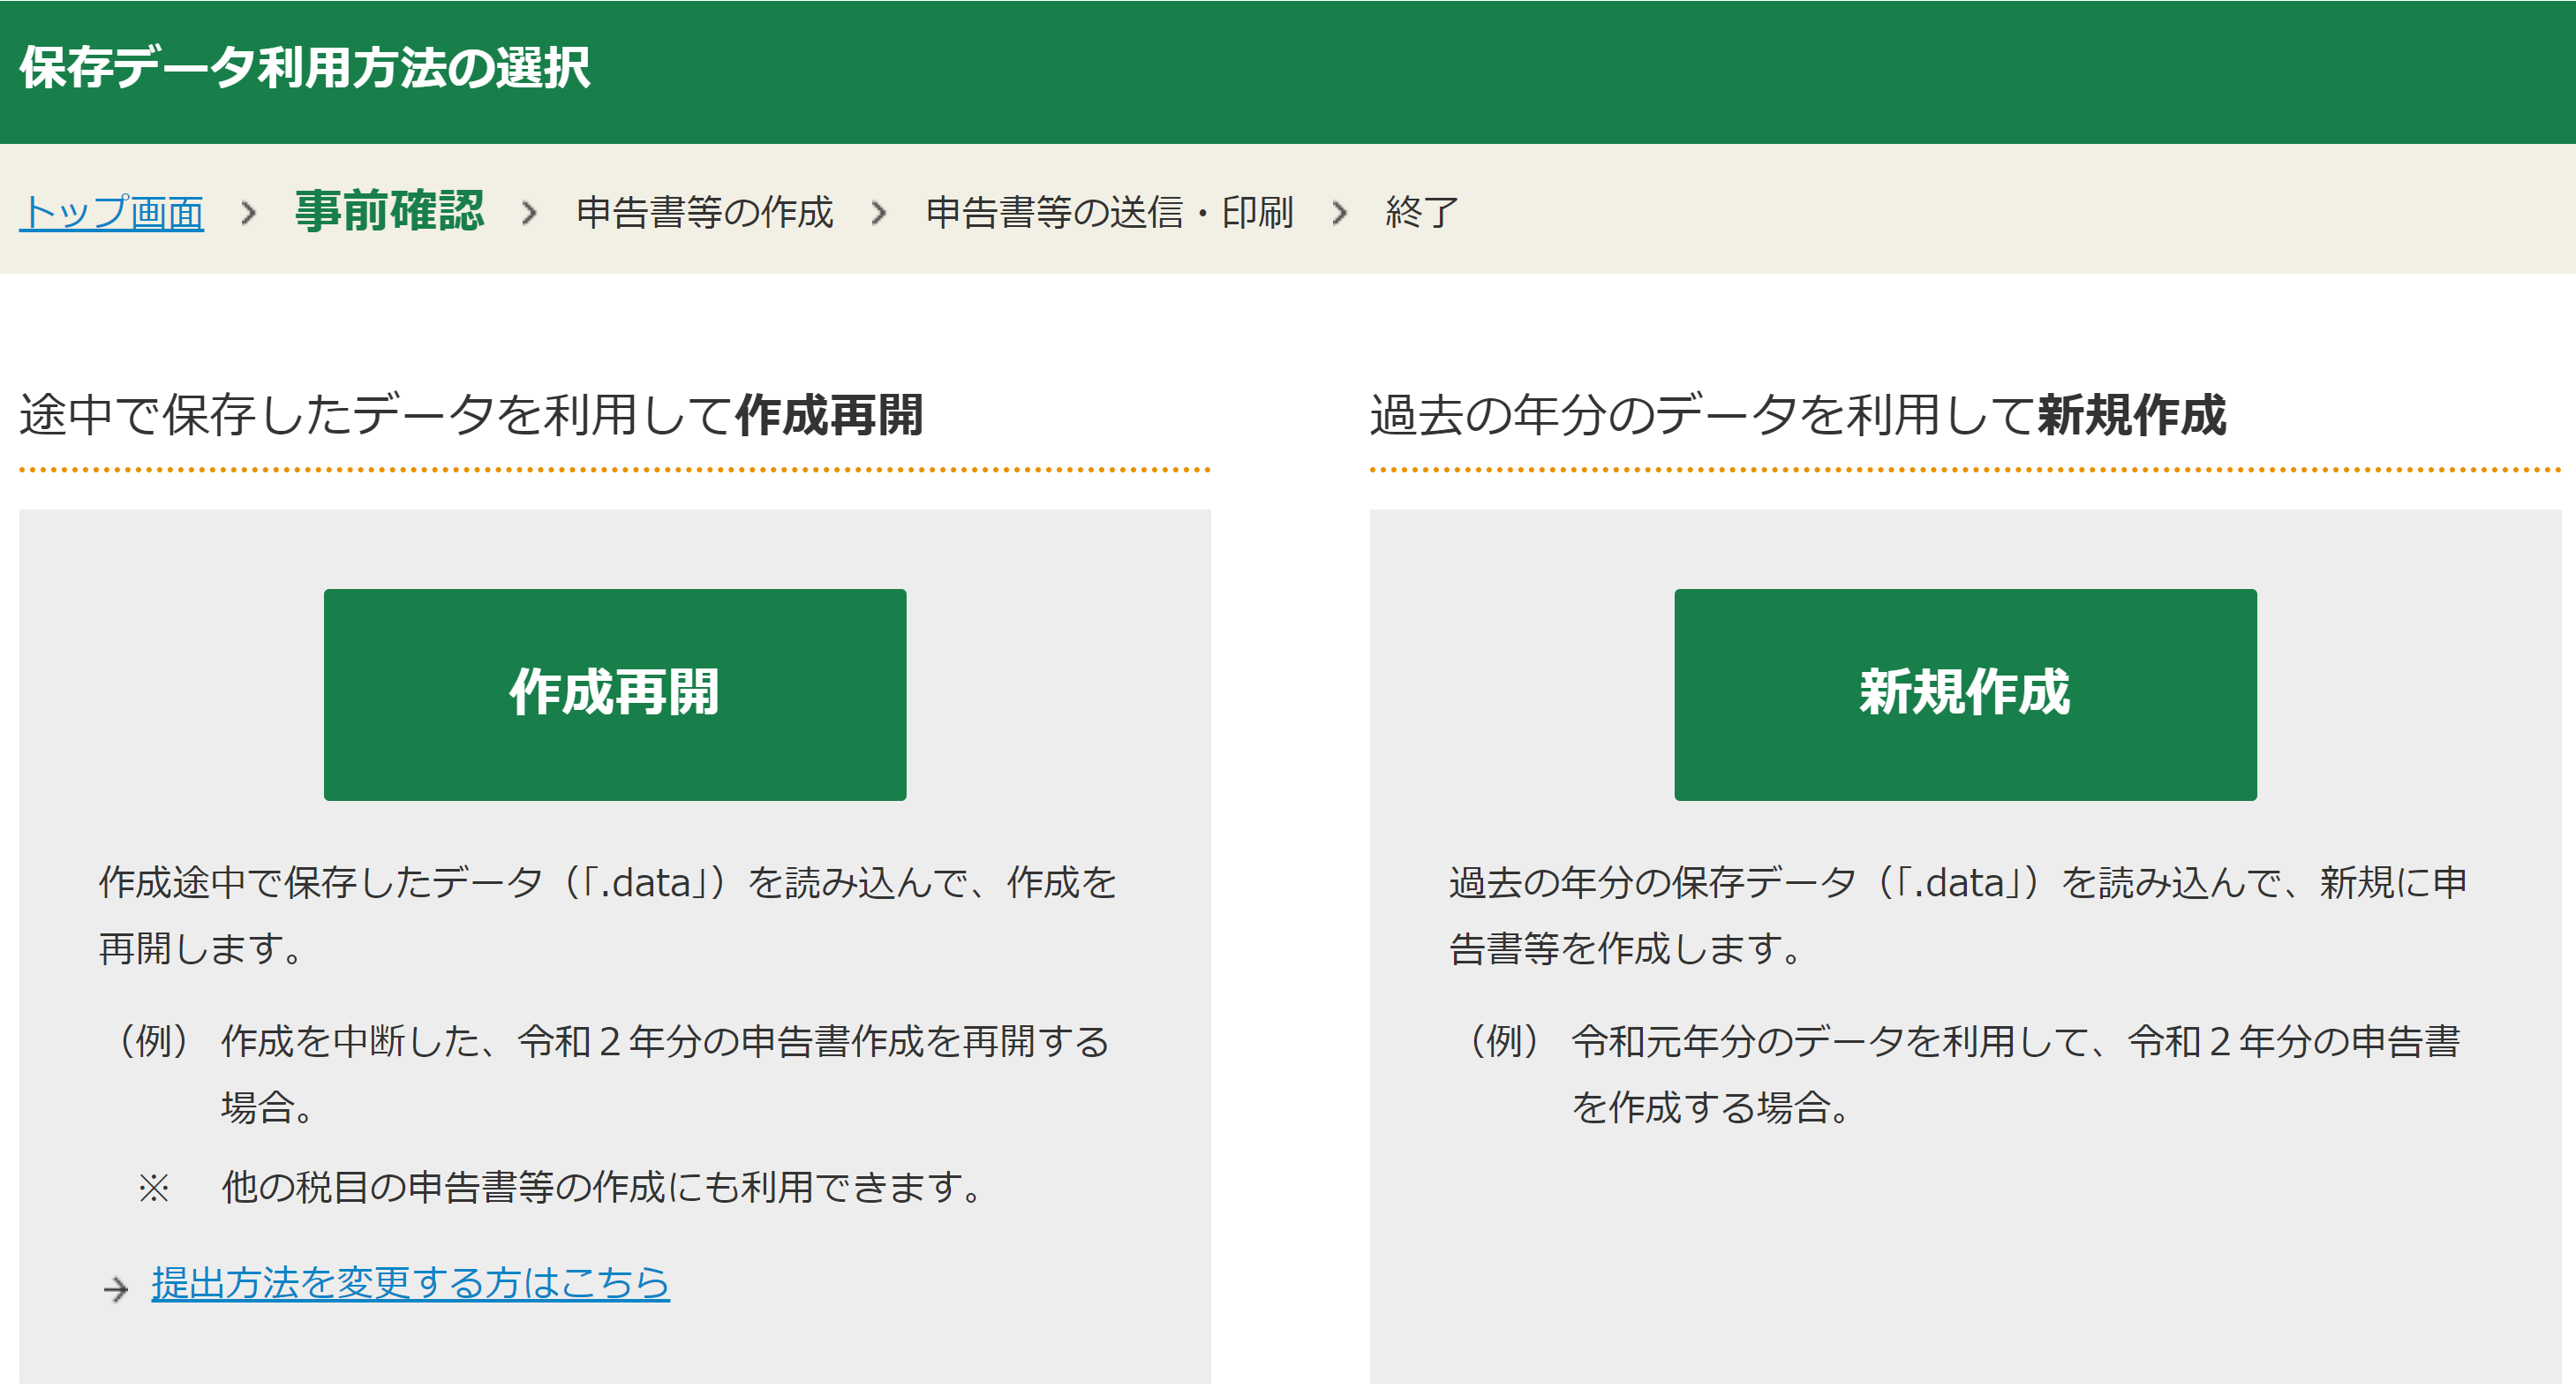 保存データ利用方法の選択
トップ画面 > 事前確認 > 申告書等の作成 > 申告書等の送信・印刷 > 終了
途中で保存したデータを利用して作成再開
作成再開
作成途中で保存したデータ（｢.data｣）を読み込んで、作成を
再開します。
（例） 作成を中断した、令和２年分の申告書作成を再開する
場合。
※ 他の税目の申告書等の作成にも利用できます。
→ 提出方法を変更する方はこちら
過去の年分のデータを利用して新規作成
新規作成
過去の年分の保存データ（｢.data｣）を読み込んで、新規に申
告書等を作成します。
（例） 令和元年分のデータを利用して、令和２年分の申告書
を作成する場合。